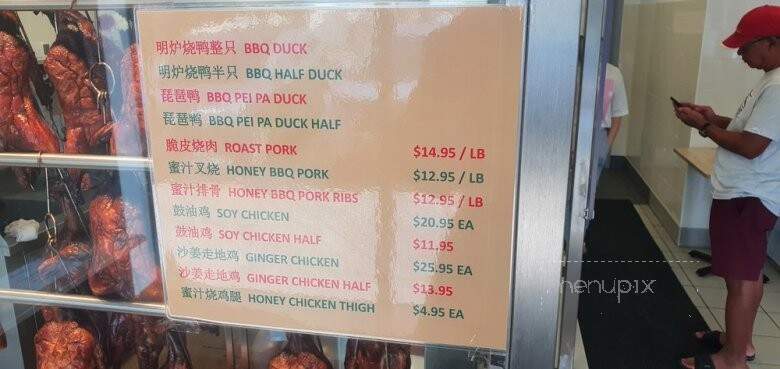 明炉烧鸭整只 BBQ DUCK
明炉烧鸭半只 BBQ HALF DUCK
琵琶鸭 BBQ PEI PA DUCK
琵琶鸭 BBQ PEI PA DUCK HALF
脆皮烧肉 ROAST PORK $14.95 / LB
蜜汁叉烧 HONEY BBQ PORK $12.95 / LB
蜜汁排骨 HONEY BBQ PORK RIBS $12.95 / LB
鼓油鸡 SOY CHICKEN $20.95 EA
鼓油鸡 SOY CHICKEN HALF $11.95
沙姜走地鸡 GINGER CHICKEN $25.95 EA
沙姜走地鸡 GINGER CHICKEN HALF $13.95
蜜汁烧鸡腿 HONEY CHICKEN THIGH $4.95 EA
menupix